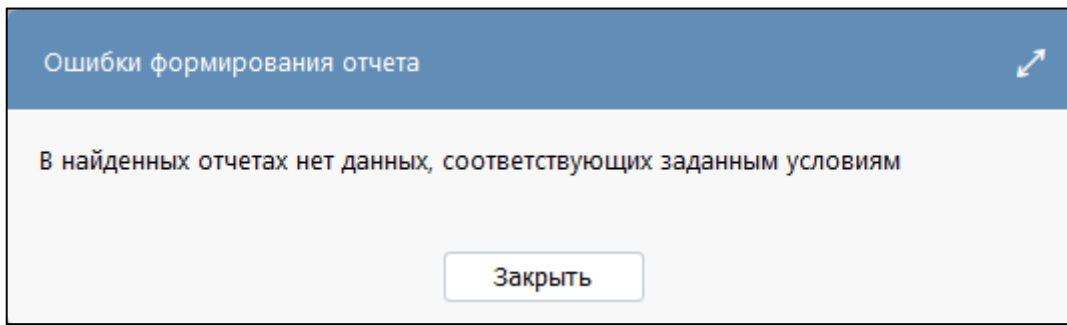 Ошибки формирования отчета
В найденных отчетах нет данных, соответствующих заданным условиям
Закрыть